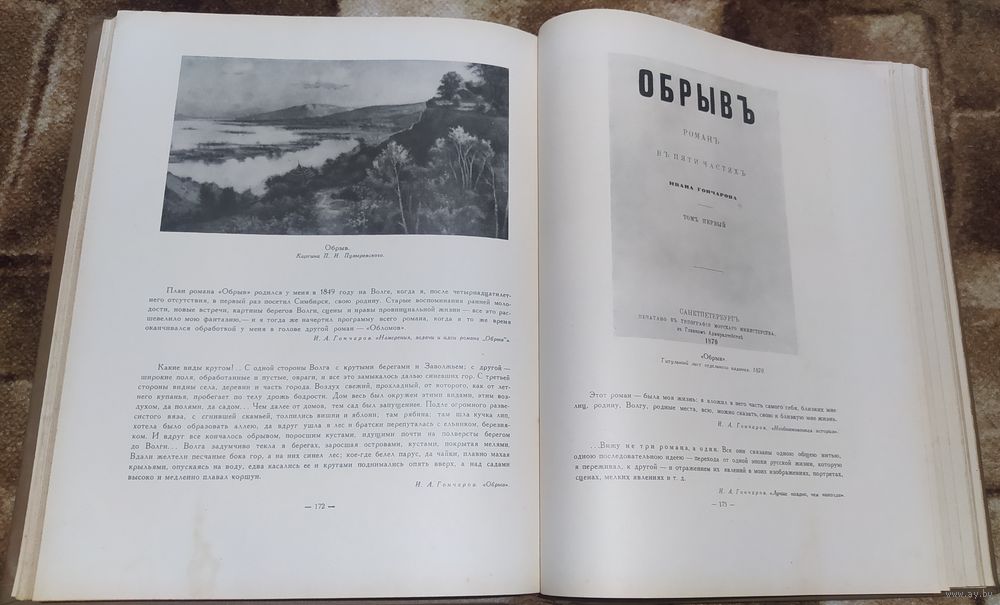 Обрыв.
Картина П. И. Пузыревского.
План романа «Обрыв» родился у меня в 1849 году на Волге, когда я, после четырнадцатилет-
него отсутствия, в первый раз посетил Симбирск, свою родину. Старые воспоминания ранней моло-
дости, новые встречи, картины берегов Волги, сцены и нравы провинциальной жизни — все это рас-
шевелило мою фантазию,— и я тогда же начертил программу всего романа, когда в то же время
оканчивался обработкой у меня в голове другой роман — «Обломов».
И. А. Гончаров. «Намерения, задачи и идеи романа „Обрыв“».
Какие виды кругом!.. С одной стороны Волга с крутыми берегами и Заволжьем; с другой —
широкие поля, обработанные и пустые, овраги, и все это замыкалось далью синевших гор. С третьей
стороны видны села, деревни и часть города. Воздух свежий, прохладный, от которого, как от лет-
него купанья, пробегает по телу дрожь бодрости. Дом весь был окружен этими видами, этим воз-
духом, да полями, да садом... Чем далее от домов, тем сад был запущеннее. Подле огромного разве-
систого вяза, с сгнившей скамьей, толпились вишни и яблони; там рябина; там шла кучка лип,
хотела было образовать аллею, да вдруг ушла в лес и братски перепуталась с ельником, березня-
ком. И вдруг все кончалось обрывом, поросшим кустами, идущими почти на полверсты берегом
до Волги... Волга задумчиво текла в берегах, заросшая островами, кустами, покрытая мелями.
Вдали желтели песчаные бока гор, а на них синел лес; кое-где белел парус, да чайки, плавно махая
крыльями, опускаясь на воду, едва касались ее и кругами поднимались опять вверх, а над садами
высоко и медленно плавал коршун.
И. А. Гончаров. «Обрыв».
— 172 —
ОБРЫВЪ
РОМАНЪ
ВЪ ПЯТИ ЧАСТЯХЪ
ИВАНА ГОНЧАРОВА
ТОМЪ ПЕРВЫЙ
САНКТПЕТЕРБУРГЪ
ПЕЧАТАНО ВЪ ТИПОГРАФІИ МОРСКАГО МИНИСТЕРСТВА,
въ Главномъ Адмиралтействѣ
1870
«Обрыв».
Титульный лист отдельного издания. 1870
Этот роман — была моя жизнь: я вложил в него часть самого себя, близких мне
лиц, родину, Волгу, родные места, всю, можно сказать, свою и близкую мне жизнь.
И. А. Гончаров. «Необыкновенная история».
...Вижу не три романа, а один. Все они связаны одною общею нитью,
одною последовательною идеею — перехода от одной эпохи русской жизни, которую
я переживал, к другой — и отражением их явлений в моих изображениях, портретах,
сценах, мелких явлениях и т. д.
И. А. Гончаров. «Лучше поздно, чем никогда».
— 173 —
www.ay.by